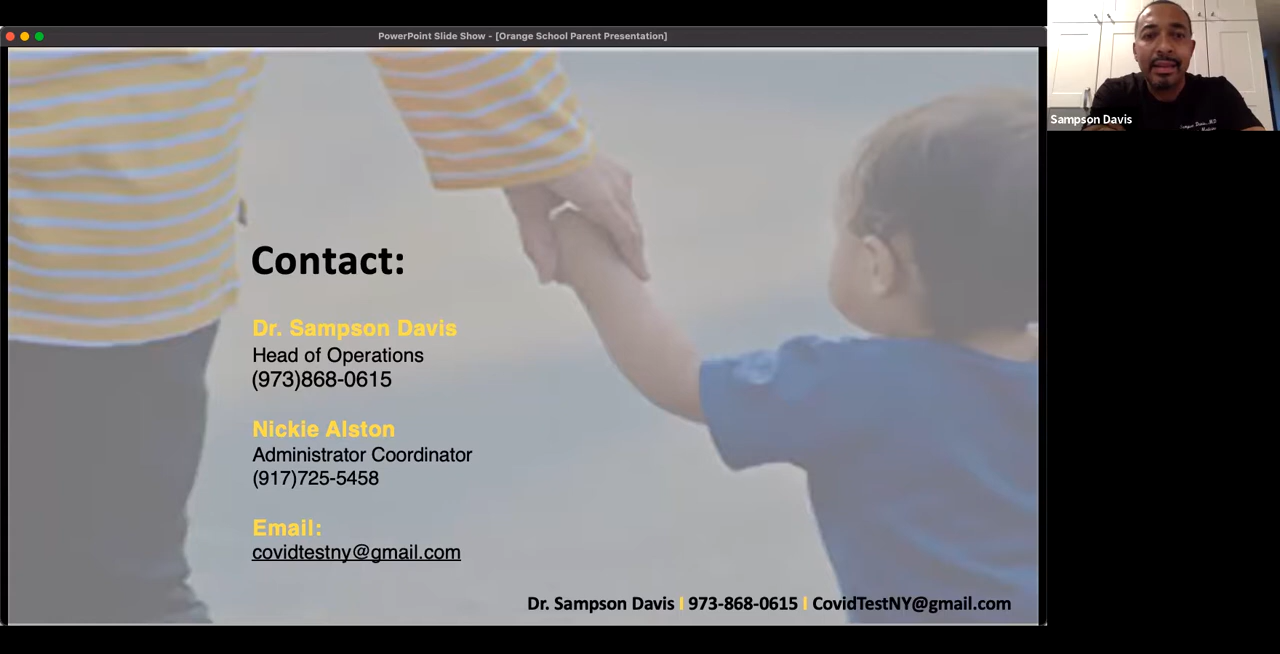 PowerPoint Slide Show - [Orange School Parent Presentation]
Sampson Davis
Contact:
Dr. Sampson Davis
Head of Operations
(973)868-0615
Nickie Alston
Administrator Coordinator
(917)725-5458
Email:
covidtestny@gmail.com
Dr. Sampson Davis I 973-868-0615 I CovidTestNY@gmail.com